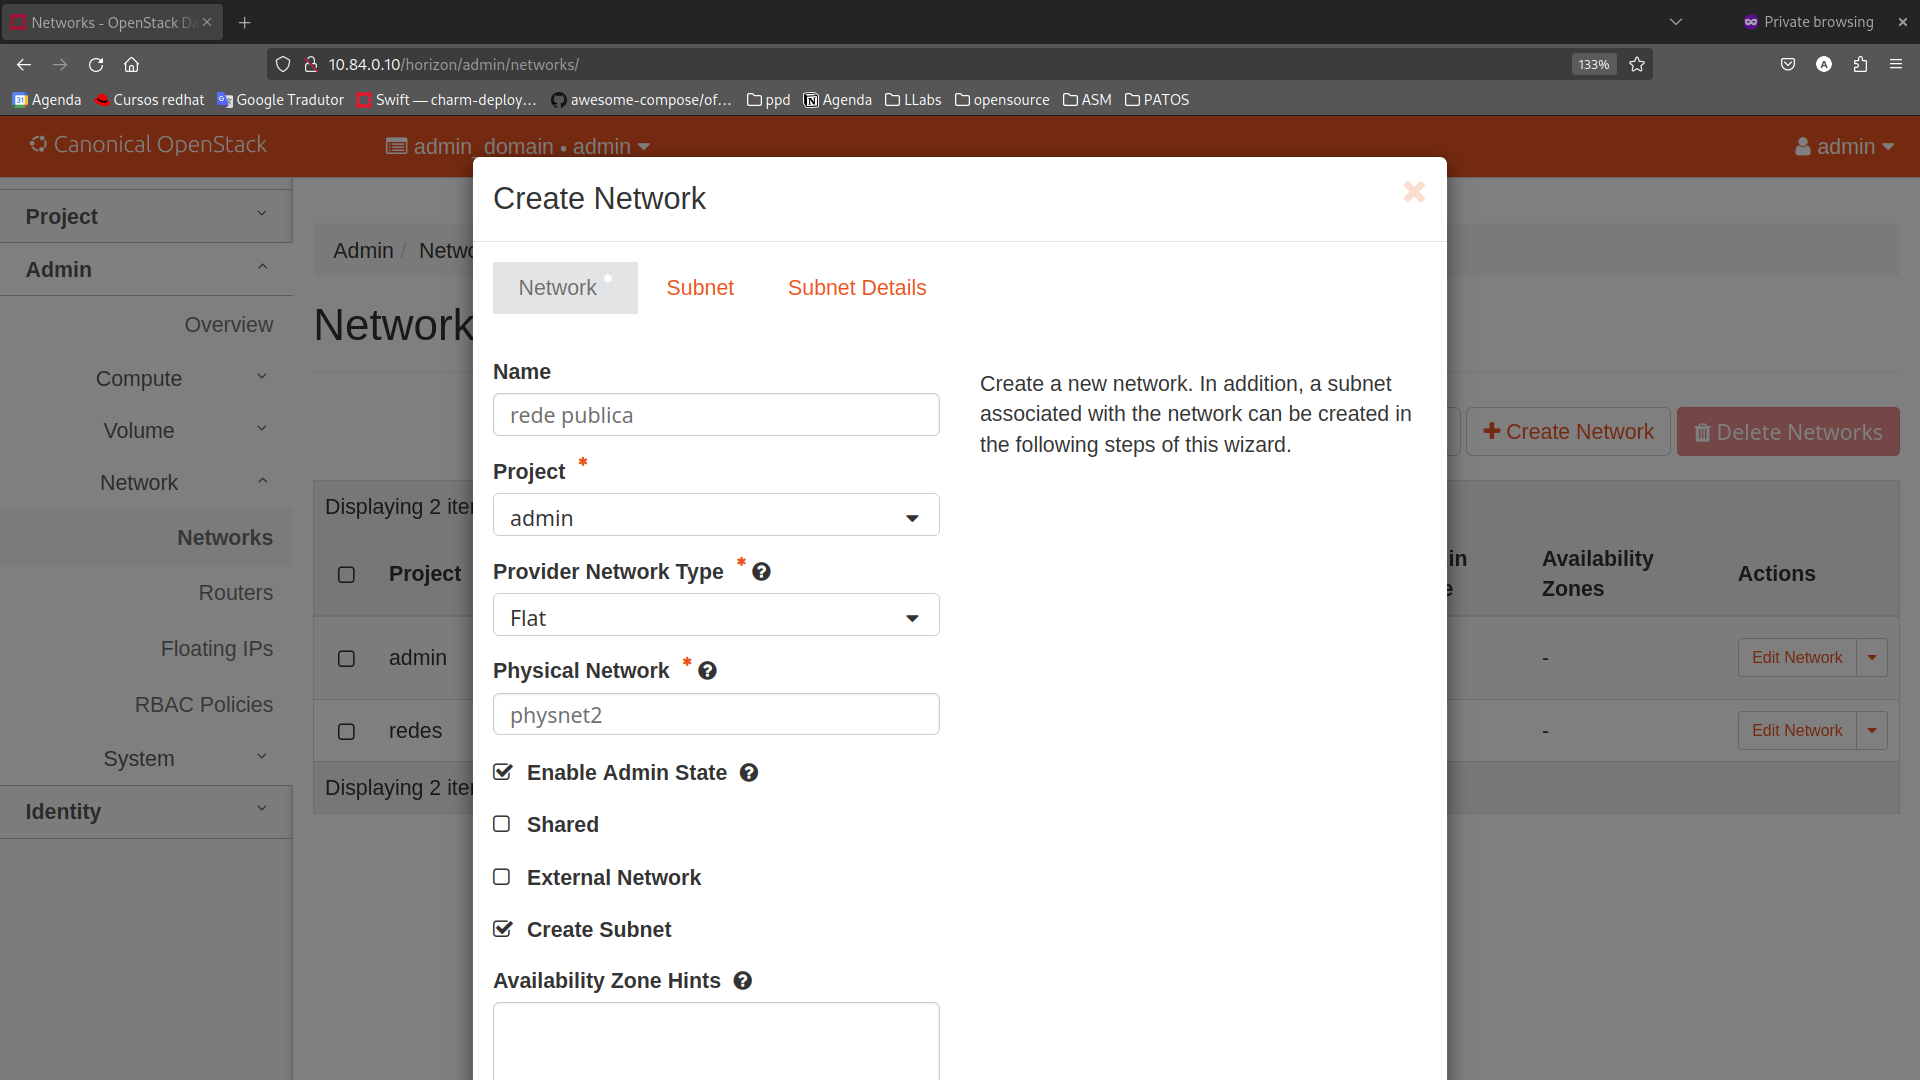 Networks - OpenStack D
Private browsing
10.84.0.10/horizon/admin/networks/
133%
Agenda
Cursos redhat
Google Tradutor
Swift — charm-deploy…
awesome-compose/of…
ppd
Agenda
LLabs
opensource
ASM
PATOS
Canonical OpenStack
admin_domain • admin
admin
Project
Admin
Overview
Compute
Volume
Network
Networks
Routers
Floating IPs
RBAC Policies
System
Identity
Admin /
Network
Create Network
Delete Networks
Displaying 2
Project
Availability
Zones
Actions
admin
-
Edit Network
redes
-
Edit Network
Displaying 2
Create Network
Network *
Subnet
Subnet Details
Name
rede publica
Project *
admin
Provider Network Type *
Flat
Physical Network *
physnet2
Enable Admin State
Shared
External Network
Create Subnet
Availability Zone Hints
Create a new network. In addition, a subnet
associated with the network can be created in
the following steps of this wizard.